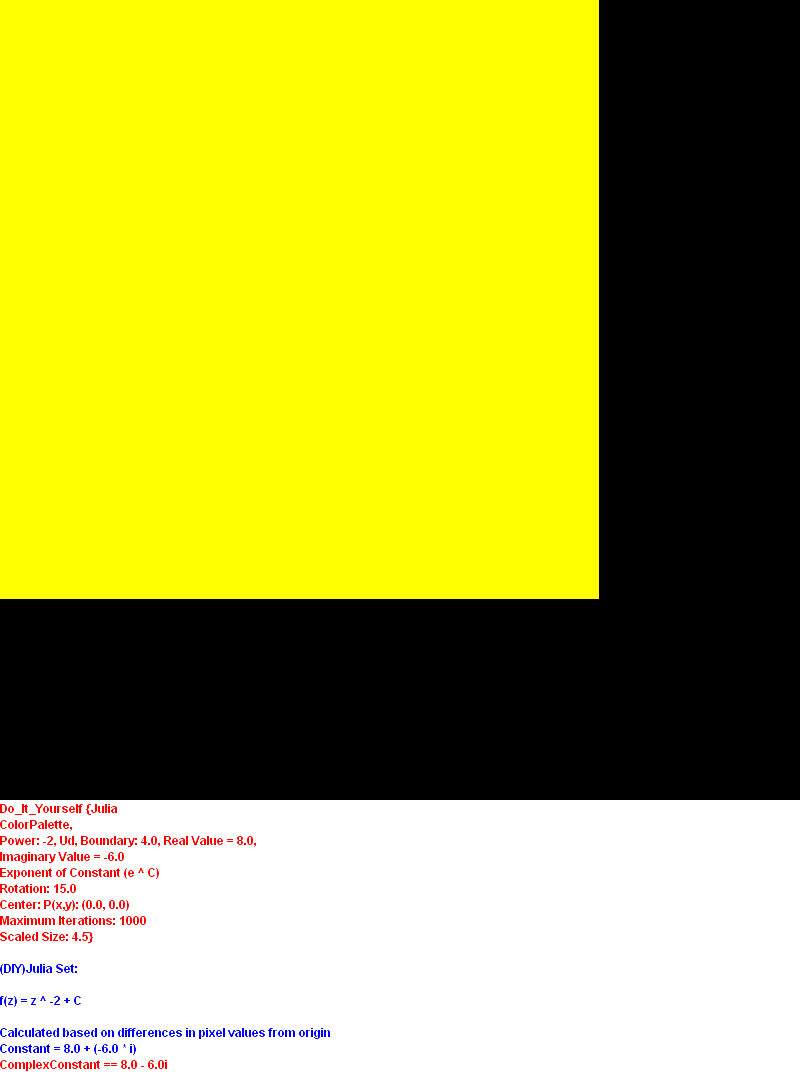 Do_It_Yourself {Julia
ColorPalette,
Power: -2, Ud, Boundary: 4.0, Real Value = 8.0,
Imaginary Value = -6.0
Exponent of Constant (e ^ C)
Rotation: 15.0
Center: P(x,y): (0.0, 0.0)
Maximum Iterations: 1000
Scaled Size: 4.5}
(DIY)Julia Set:
f(z) = z ^ -2 + C
Calculated based on differences in pixel values from origin
Constant = 8.0 + (-6.0 * i)
ComplexConstant == 8.0 - 6.0i